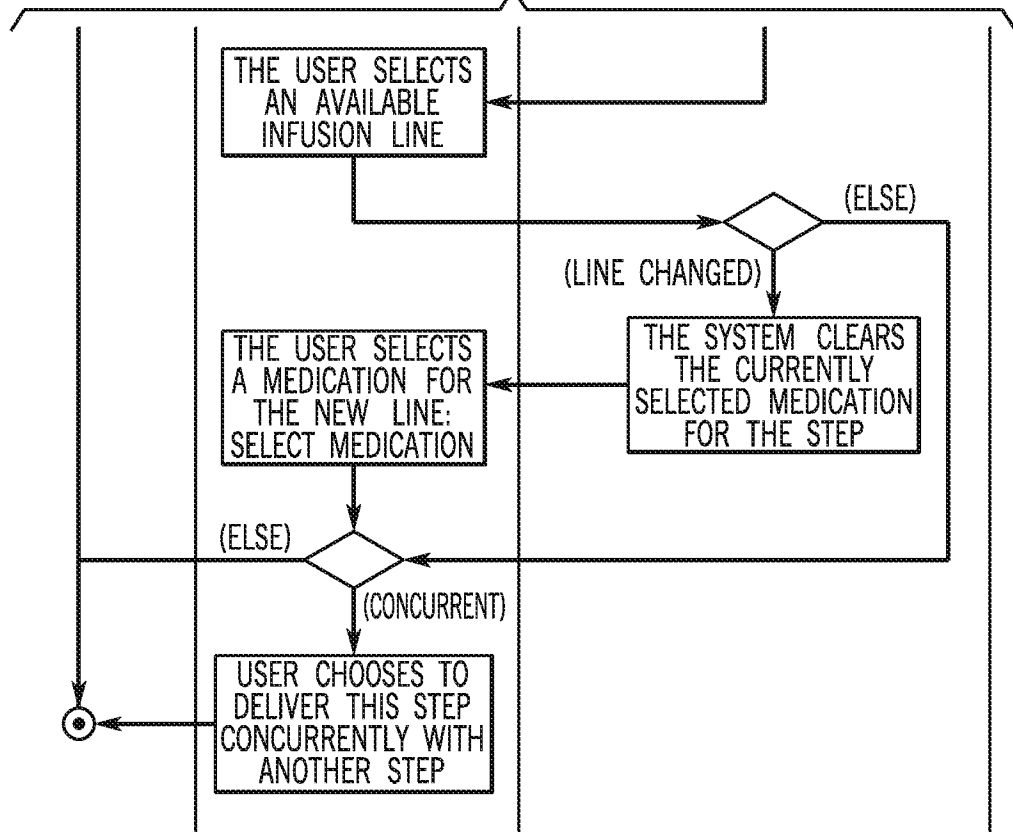 THE USER SELECTS
AN AVAILABLE
INFUSION LINE
(ELSE)
(LINE CHANGED)
THE SYSTEM CLEARS
THE CURRENTLY
SELECTED MEDICATION
FOR THE STEP
THE USER SELECTS
A MEDICATION FOR
THE NEW LINE:
SELECT MEDICATION
(ELSE)
(CONCURRENT)
USER CHOOSES TO
DELIVER THIS STEP
CONCURRENTLY WITH
ANOTHER STEP